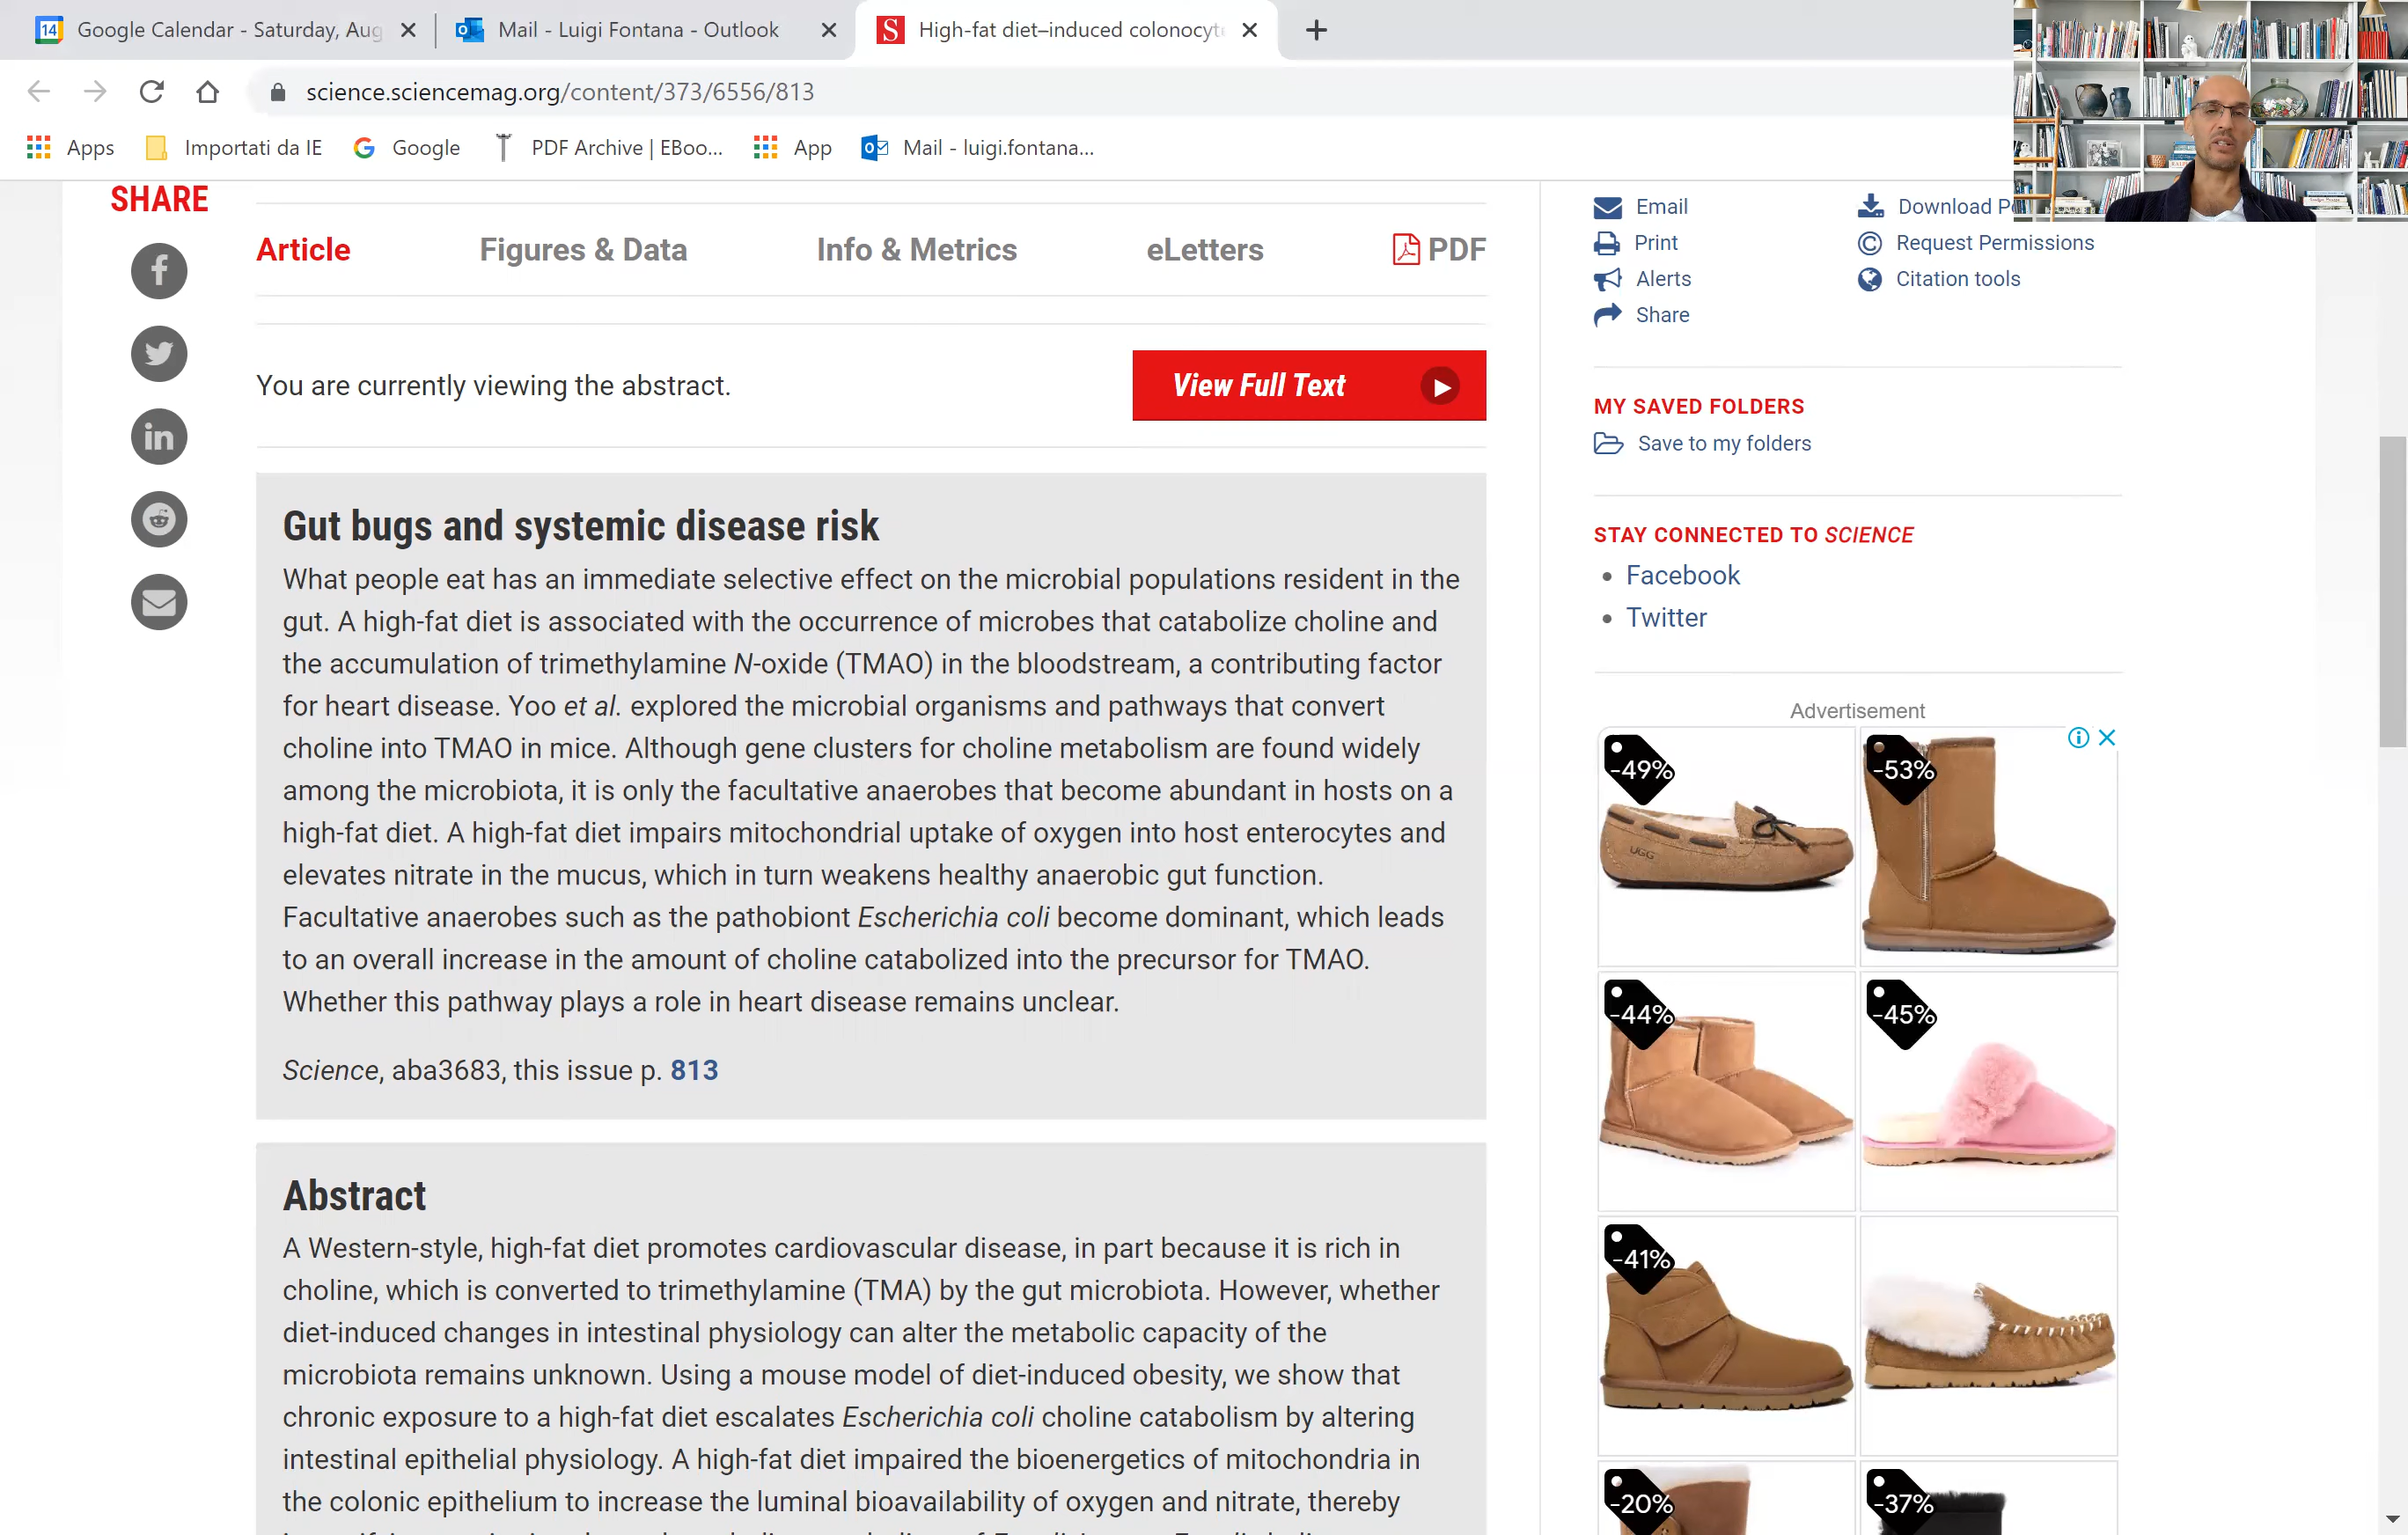 Google Calendar - Saturday, Aug
Mail - Luigi Fontana - Outlook
High-fat diet–induced colonocyt
science.sciencemag.org/content/373/6556/813
Apps
Importati da IE
Google
PDF Archive | EBoo...
App
Mail - luigi.fontana...
SHARE
Article
Figures & Data
Info & Metrics
eLetters
PDF
You are currently viewing the abstract.
View Full Text
Gut bugs and systemic disease risk
What people eat has an immediate selective effect on the microbial populations resident in the
gut. A high-fat diet is associated with the occurrence of microbes that catabolize choline and
the accumulation of trimethylamine N-oxide (TMAO) in the bloodstream, a contributing factor
for heart disease. Yoo et al. explored the microbial organisms and pathways that convert
choline into TMAO in mice. Although gene clusters for choline metabolism are found widely
among the microbiota, it is only the facultative anaerobes that become abundant in hosts on a
high-fat diet. A high-fat diet impairs mitochondrial uptake of oxygen into host enterocytes and
elevates nitrate in the mucus, which in turn weakens healthy anaerobic gut function.
Facultative anaerobes such as the pathobiont Escherichia coli become dominant, which leads
to an overall increase in the amount of choline catabolized into the precursor for TMAO.
Whether this pathway plays a role in heart disease remains unclear.
Science, aba3683, this issue p. 813
Abstract
A Western-style, high-fat diet promotes cardiovascular disease, in part because it is rich in
choline, which is converted to trimethylamine (TMA) by the gut microbiota. However, whether
diet-induced changes in intestinal physiology can alter the metabolic capacity of the
microbiota remains unknown. Using a mouse model of diet-induced obesity, we show that
chronic exposure to a high-fat diet escalates Escherichia coli choline catabolism by altering
intestinal epithelial physiology. A high-fat diet impaired the bioenergetics of mitochondria in
the colonic epithelium to increase the luminal bioavailability of oxygen and nitrate, thereby
Email
Download P
Print
Request Permissions
Alerts
Citation tools
Share
MY SAVED FOLDERS
Save to my folders
STAY CONNECTED TO SCIENCE
Facebook
Twitter
Advertisement
-49%
-53%
UGG
-44%
-45%
-41%
-20%
-37%